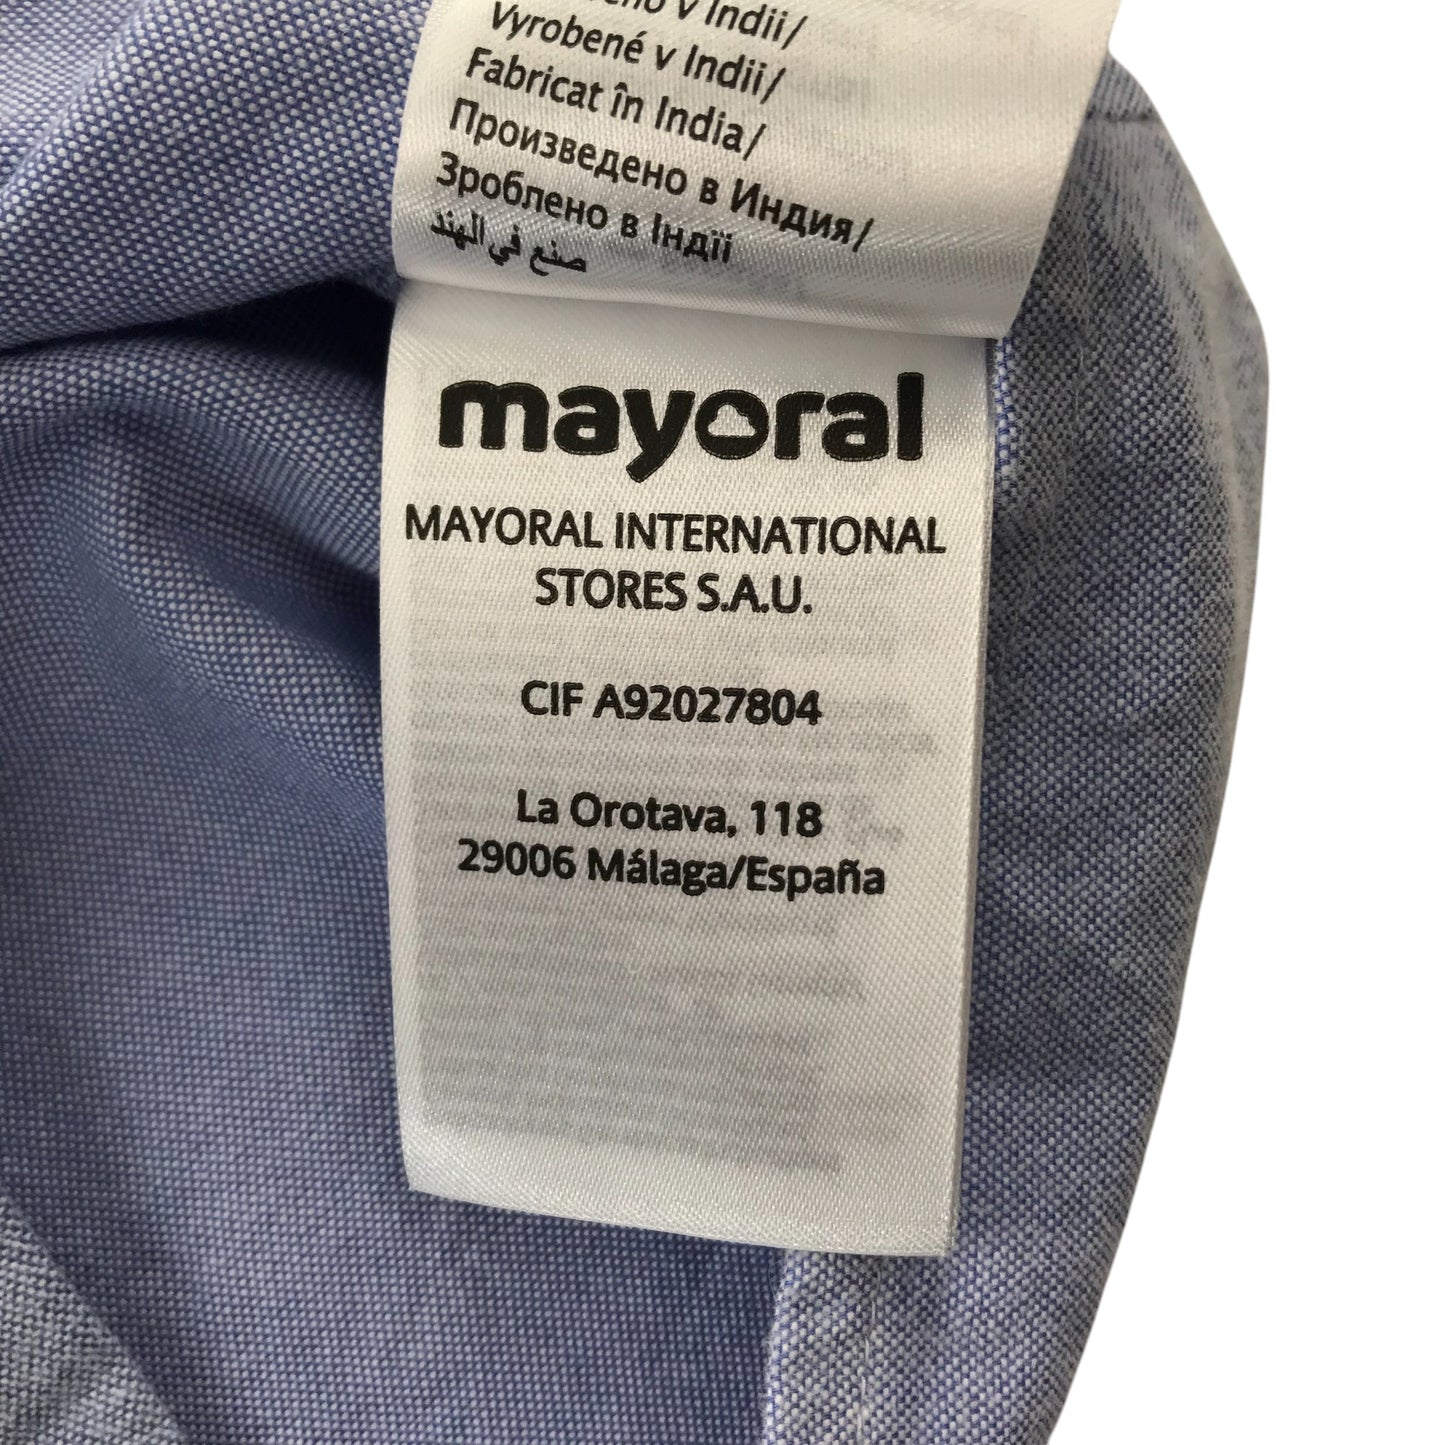 v Indii/
Vyrobené v Indii/
Fabricat în India/
Произведено в Индия/
Зроблено в Індії
صنع في الهند
mayoral
MAYORAL INTERNATIONAL
STORES S.A.U.
CIF A92027804
La Orotava, 118
29006 Málaga/España